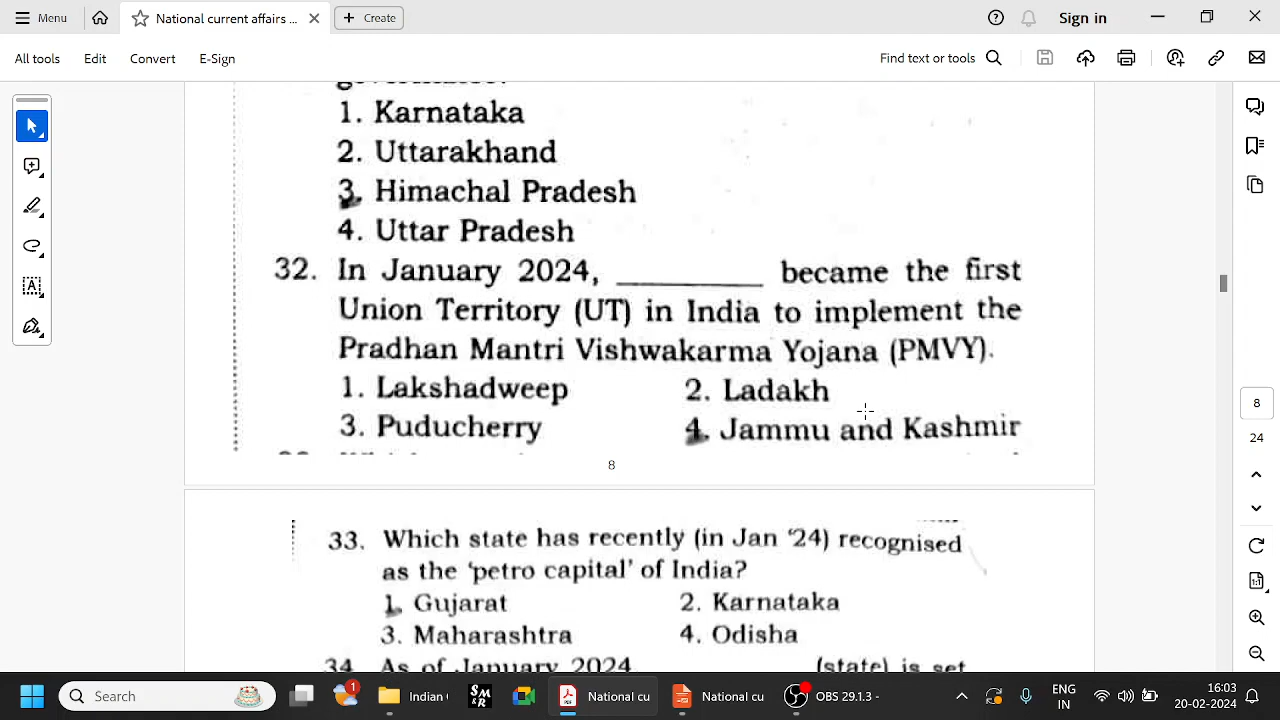 Menu
National current affairs ...
Create
Sign in
All tools
Edit
Convert
E-Sign
Find text or tools
1. Karnataka
2. Uttarakhand
3. Himachal Pradesh
4. Uttar Pradesh
32. In January 2024, __________ became the first
Union Territory (UT) in India to implement the
Pradhan Mantri Vishwakarma Yojana (PMVY).
1. Lakshadweep 2. Ladakh
3. Puducherry 4. Jammu and Kashmir
8
33. Which state has recently (in Jan '24) recognised
as the 'petro capital' of India?
1. Gujarat 2. Karnataka
3. Maharashtra 4. Odisha
34 As of January 2024 (state) is set
8
24
Search
1
Indian
S M R
National cu
National cu
OBS 29.1.3 -
ENG
IN
16:03
20-02-2024